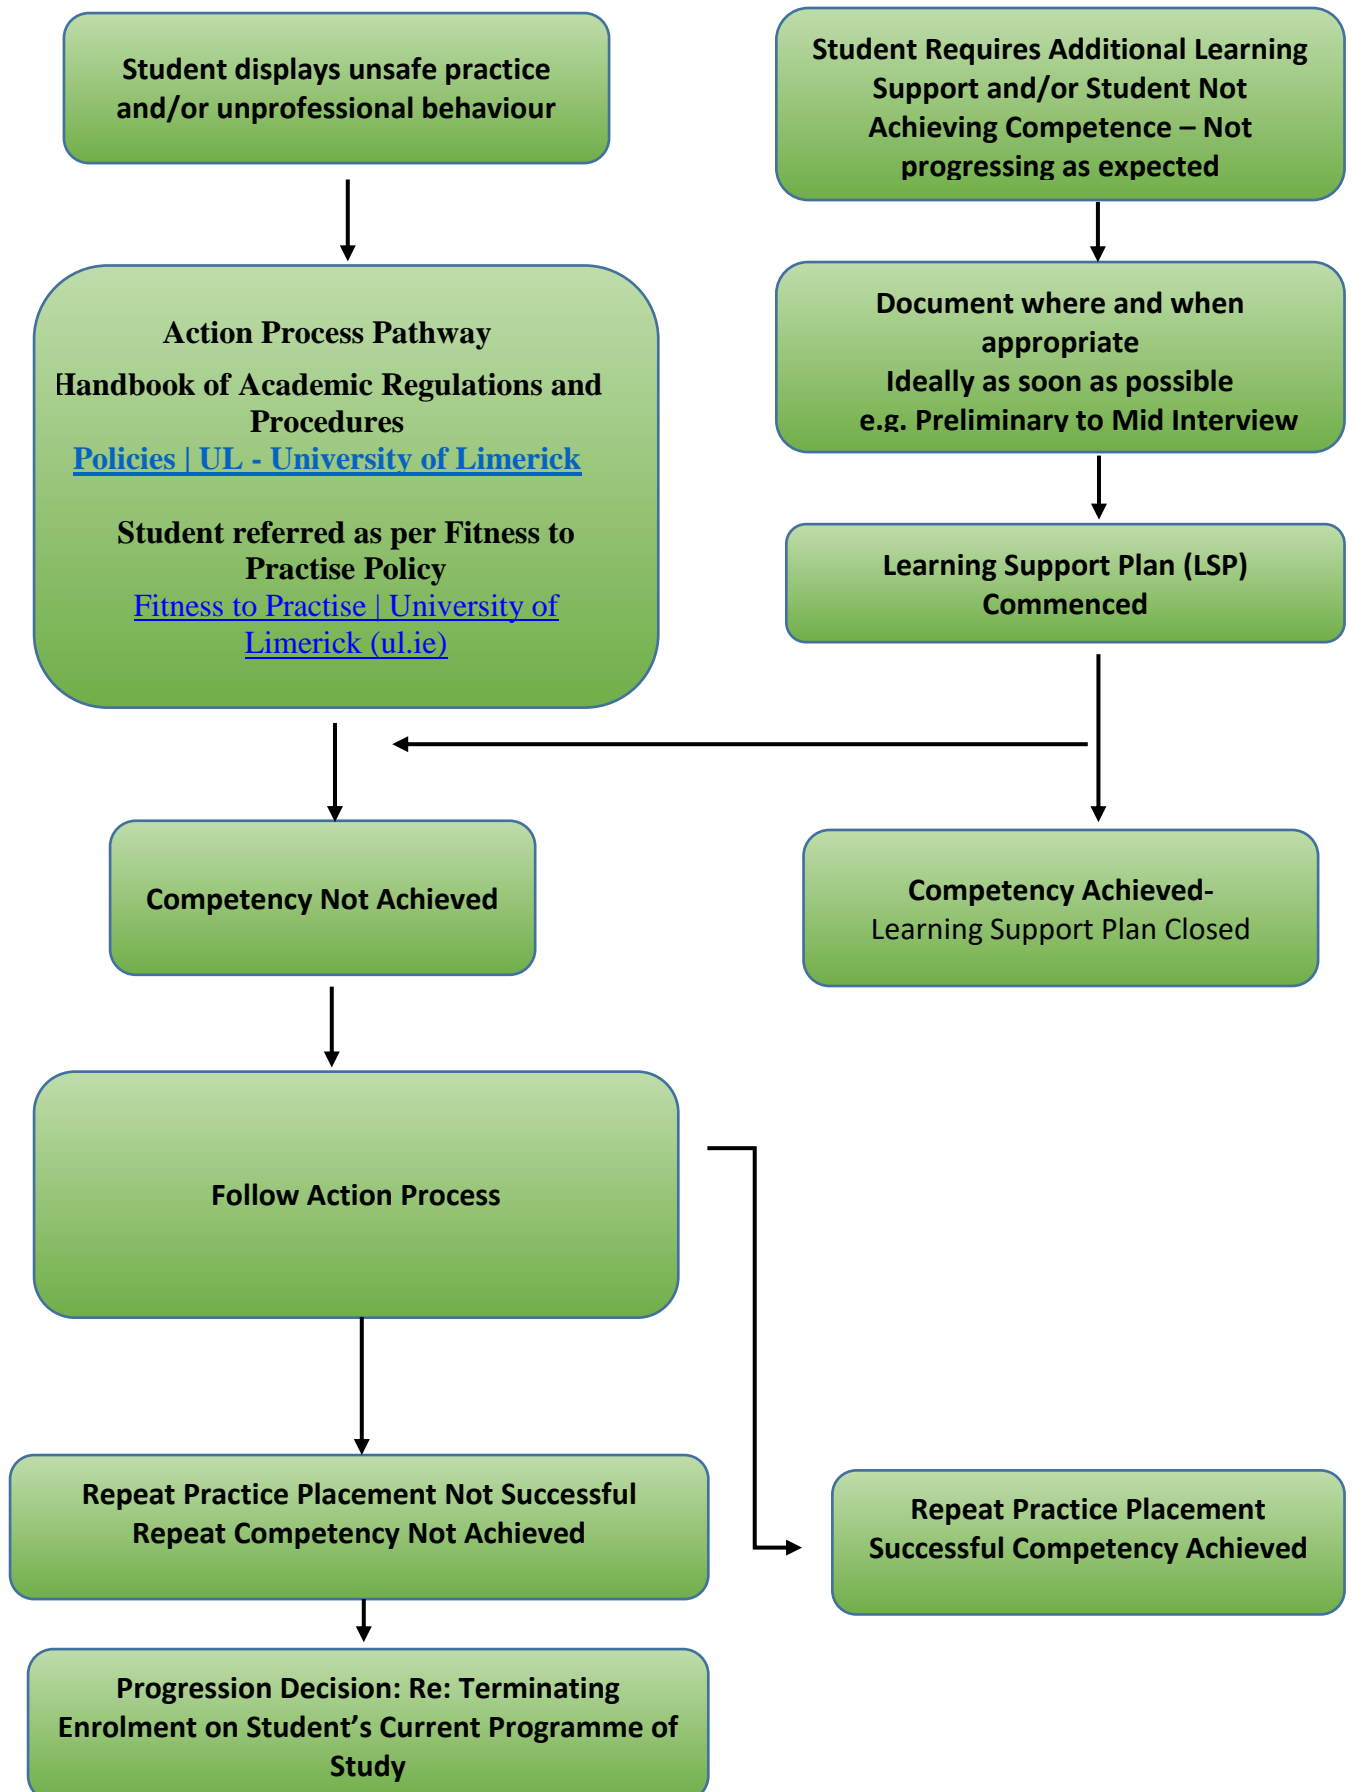 Student displays unsafe practice
and/or unprofessional behaviour
Student Requires Additional Learning
Support and/or Student Not
Achieving Competence – Not
progressing as expected
Action Process Pathway
Handbook of Academic Regulations and
Procedures
Policies | UL - University of Limerick
Student referred as per Fitness to
Practise Policy
Fitness to Practise | University of
Limerick (ul.ie)
Document where and when
appropriate
Ideally as soon as possible
e.g. Preliminary to Mid Interview
Learning Support Plan (LSP)
Commenced
Competency Not Achieved
Competency Achieved-
Learning Support Plan Closed
Follow Action Process
Repeat Practice Placement Not Successful
Repeat Competency Not Achieved
Repeat Practice Placement
Successful Competency Achieved
Progression Decision: Re: Terminating
Enrolment on Student’s Current Programme of
Study